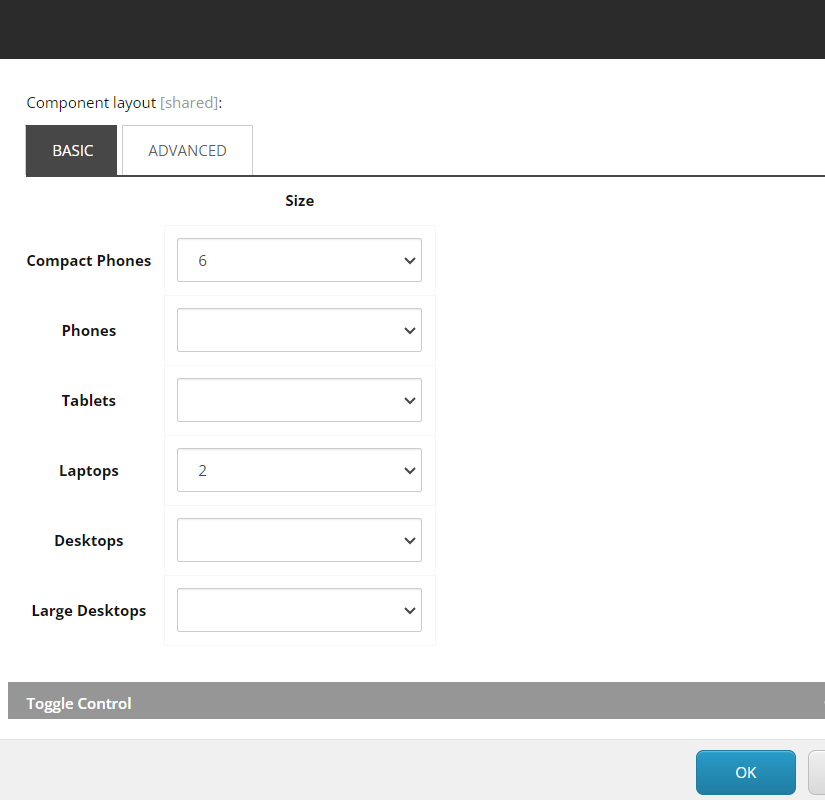 Component layout [shared]:
BASIC
ADVANCED
Size
Compact Phones
6
Phones
Tablets
Laptops
2
Desktops
Large Desktops
Toggle Control
OK